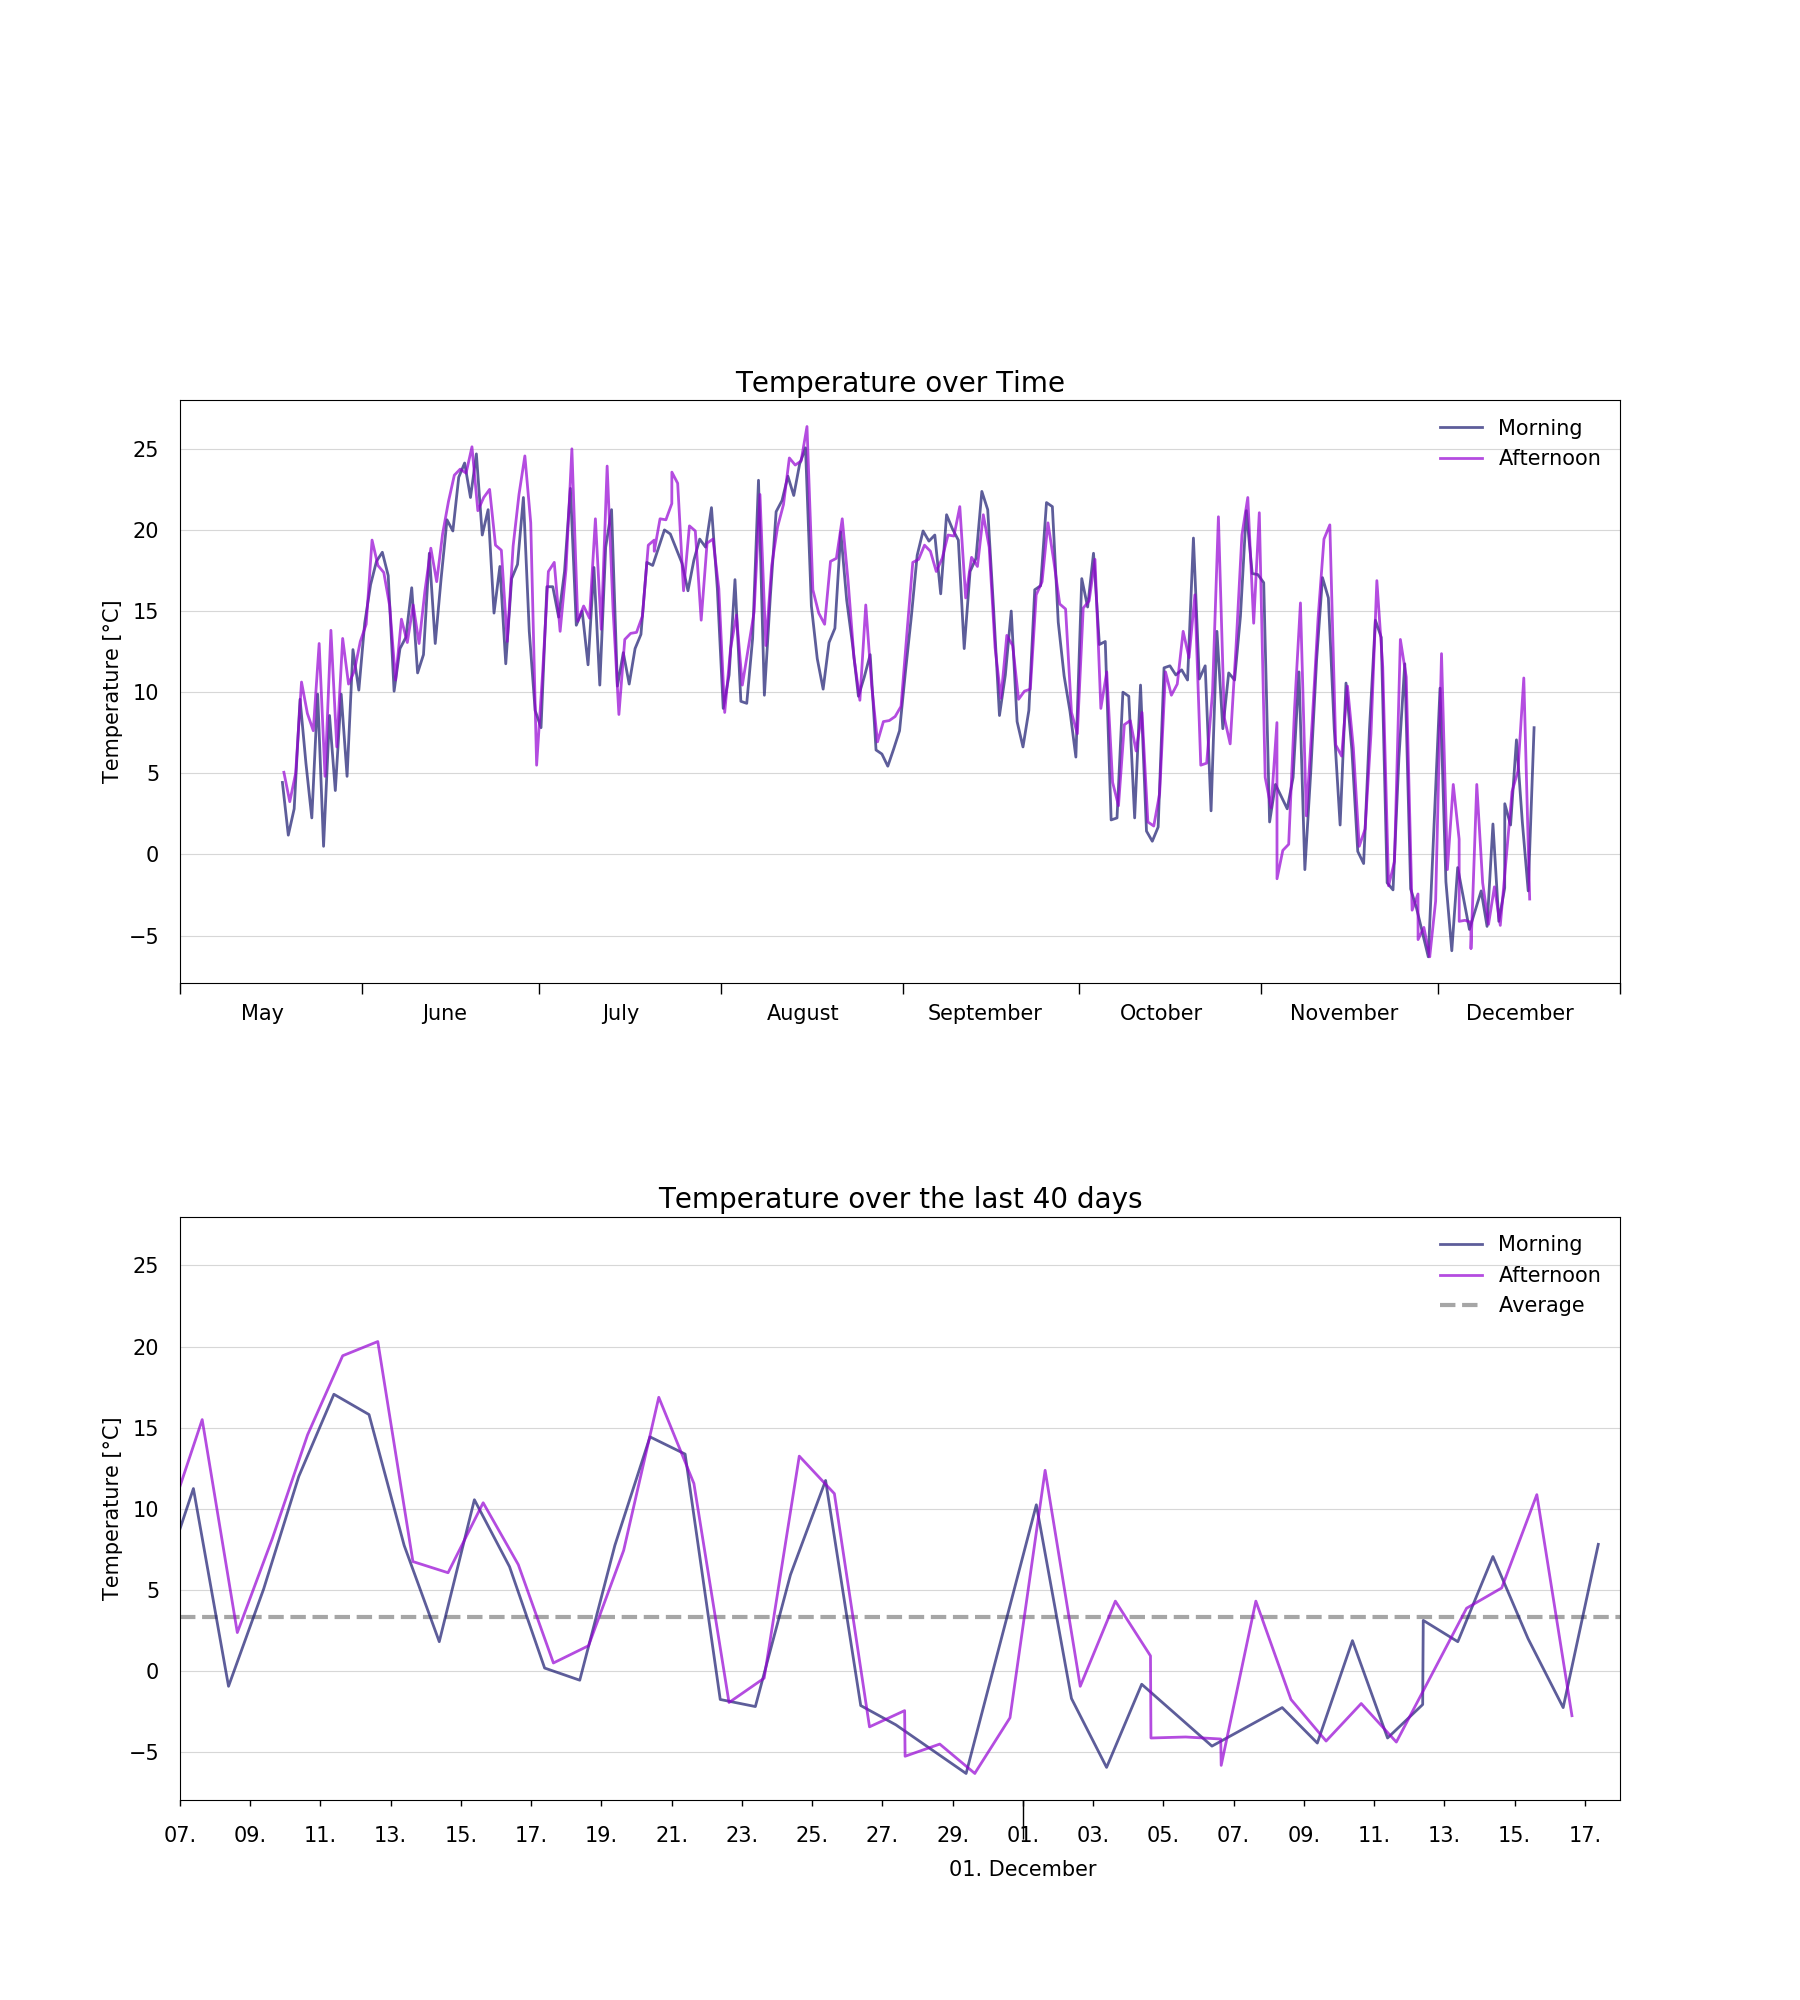 Temperature over Time
Morning
Afternoon
25
20
15
10
5
0
−5
Temperature [°C]
May June July August September October November December
Temperature over the last 40 days
Morning
Afternoon
Average
25
20
15
10
5
0
−5
Temperature [°C]
07. 09. 11. 13. 15. 17. 19. 21. 23. 25. 27. 29. 01. 03. 05. 07. 09. 11. 13. 15. 17.
01. December